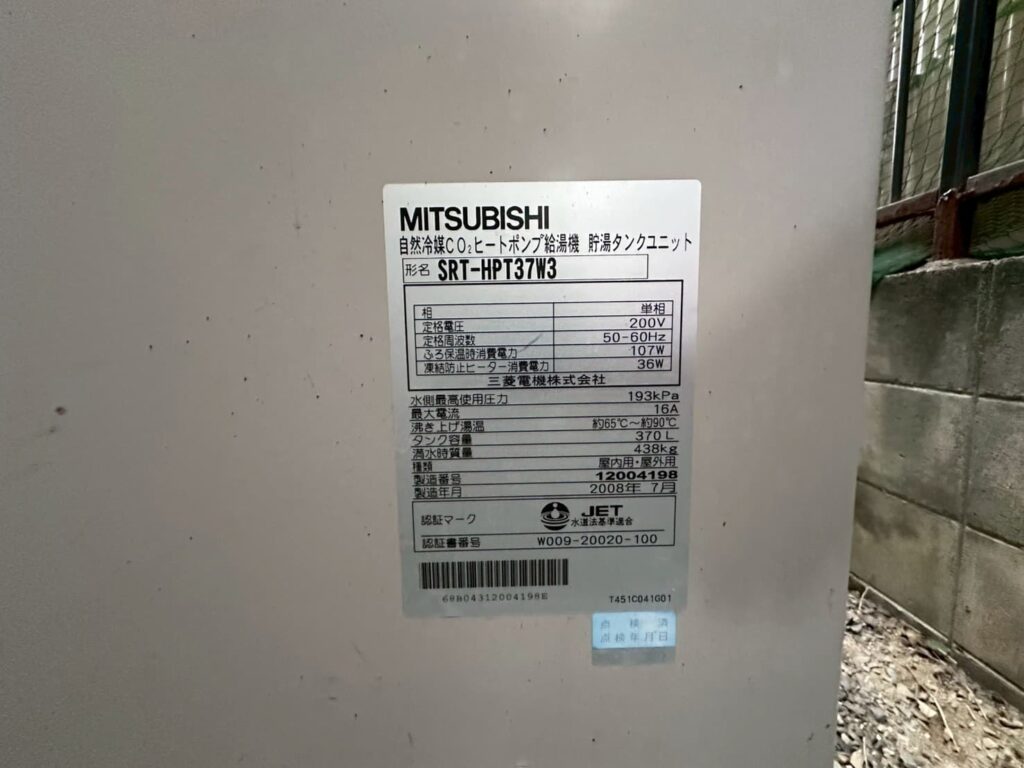 MITSUBISHI
自然冷媒CO₂ヒートポンプ給湯機 貯湯タンクユニット
形名 SRT-HPT37W3
相 単相
定格電圧 200V
定格周波数 50-60Hz
ふろ保温時消費電力 107W
凍結防止ヒーター消費電力 36W
三菱電機株式会社
水側最高使用圧力 193kPa
最大電流 16A
沸き上げ湯温 約65℃～約90℃
タンク容量 370L
満水時質量 438kg
種類 屋内用・屋外用
製造番号 12004198
製造年月 2008年 7月
認証マーク JET
水道法基準適合
認証書番号 W009-20020-100
68B04312004198E
T451C041G01
点 検 済
点検年月日